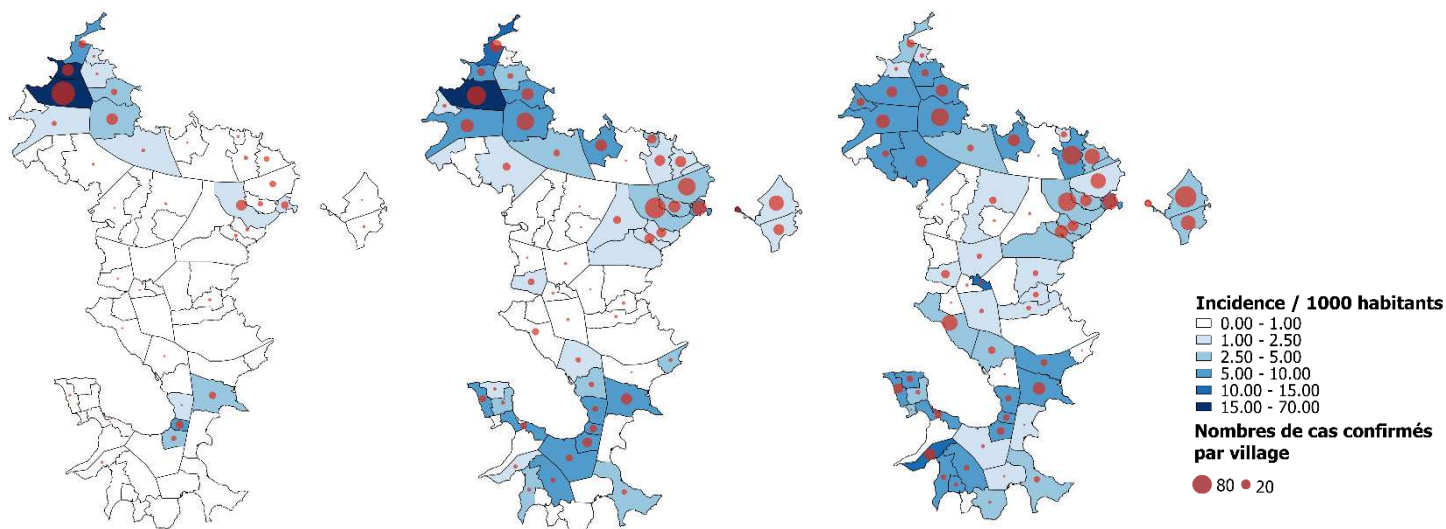 Incidence / 1000 habitants
0.00 - 1.00
1.00 - 2.50
2.50 - 5.00
5.00 - 10.00
10.00 - 15.00
15.00 - 70.00
Nombres de cas confirmés
par village
80 20